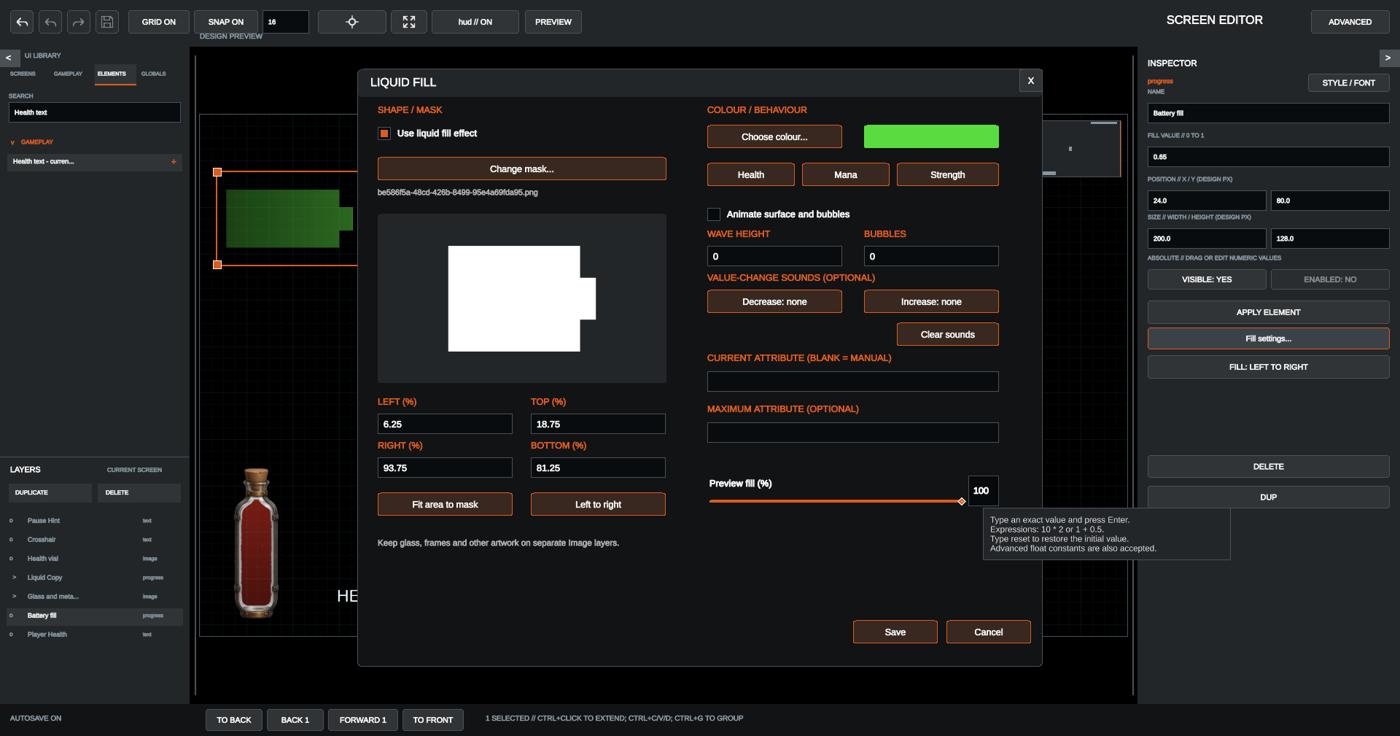 GRID ON
SNAP ON
16
hud // ON
PREVIEW
SCREEN EDITOR
ADVANCED
DESIGN PREVIEW
<
UI LIBRARY
SCREENS
GAMEPLAY
ELEMENTS
GLOBALS
SEARCH
Health text
v GAMEPLAY
Health text - curren...
+
LAYERS
CURRENT SCREEN
DUPLICATE
DELETE
o Pause Hint text
o Crosshair text
o Health vial image
> Liquid Copy progress
> Glass and meta... image
o Battery fill progress
o Player Health text
HE
LIQUID FILL
X
SHAPE / MASK
Use liquid fill effect
Change mask...
be586f5a-48cd-426b-8499-95e4a69fda95.png
LEFT (%)
TOP (%)
6.25
18.75
RIGHT (%)
BOTTOM (%)
93.75
81.25
Fit area to mask
Left to right
Keep glass, frames and other artwork on separate Image layers.
COLOUR / BEHAVIOUR
Choose colour...
Health
Mana
Strength
Animate surface and bubbles
WAVE HEIGHT
BUBBLES
0
0
VALUE-CHANGE SOUNDS (OPTIONAL)
Decrease: none
Increase: none
Clear sounds
CURRENT ATTRIBUTE (BLANK = MANUAL)
MAXIMUM ATTRIBUTE (OPTIONAL)
Preview fill (%)
100
Type an exact value and press Enter.
Expressions: 10 * 2 or 1 + 0.5.
Type reset to restore the initial value.
Advanced float constants are also accepted.
Save
Cancel
>
INSPECTOR
progress
STYLE / FONT
NAME
Battery fill
FILL VALUE // 0 TO 1
0.65
POSITION // X / Y (DESIGN PX)
24.0
80.0
SIZE // WIDTH / HEIGHT (DESIGN PX)
200.0
128.0
ABSOLUTE // DRAG OR EDIT NUMERIC VALUES
VISIBLE: YES
ENABLED: NO
APPLY ELEMENT
Fill settings...
FILL: LEFT TO RIGHT
DELETE
DUP
AUTOSAVE ON
TO BACK
BACK 1
FORWARD 1
TO FRONT
1 SELECTED // CTRL+CLICK TO EXTEND; CTRL+C/V/D; CTRL+G TO GROUP